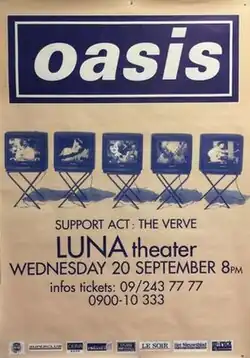 oasis
SUPPORT ACT : THE VERVE
LUNA theater
WEDNESDAY 20 SEPTEMBER 8PM
infos tickets: 09/243 77 77
0900-10 333
LE SOIR